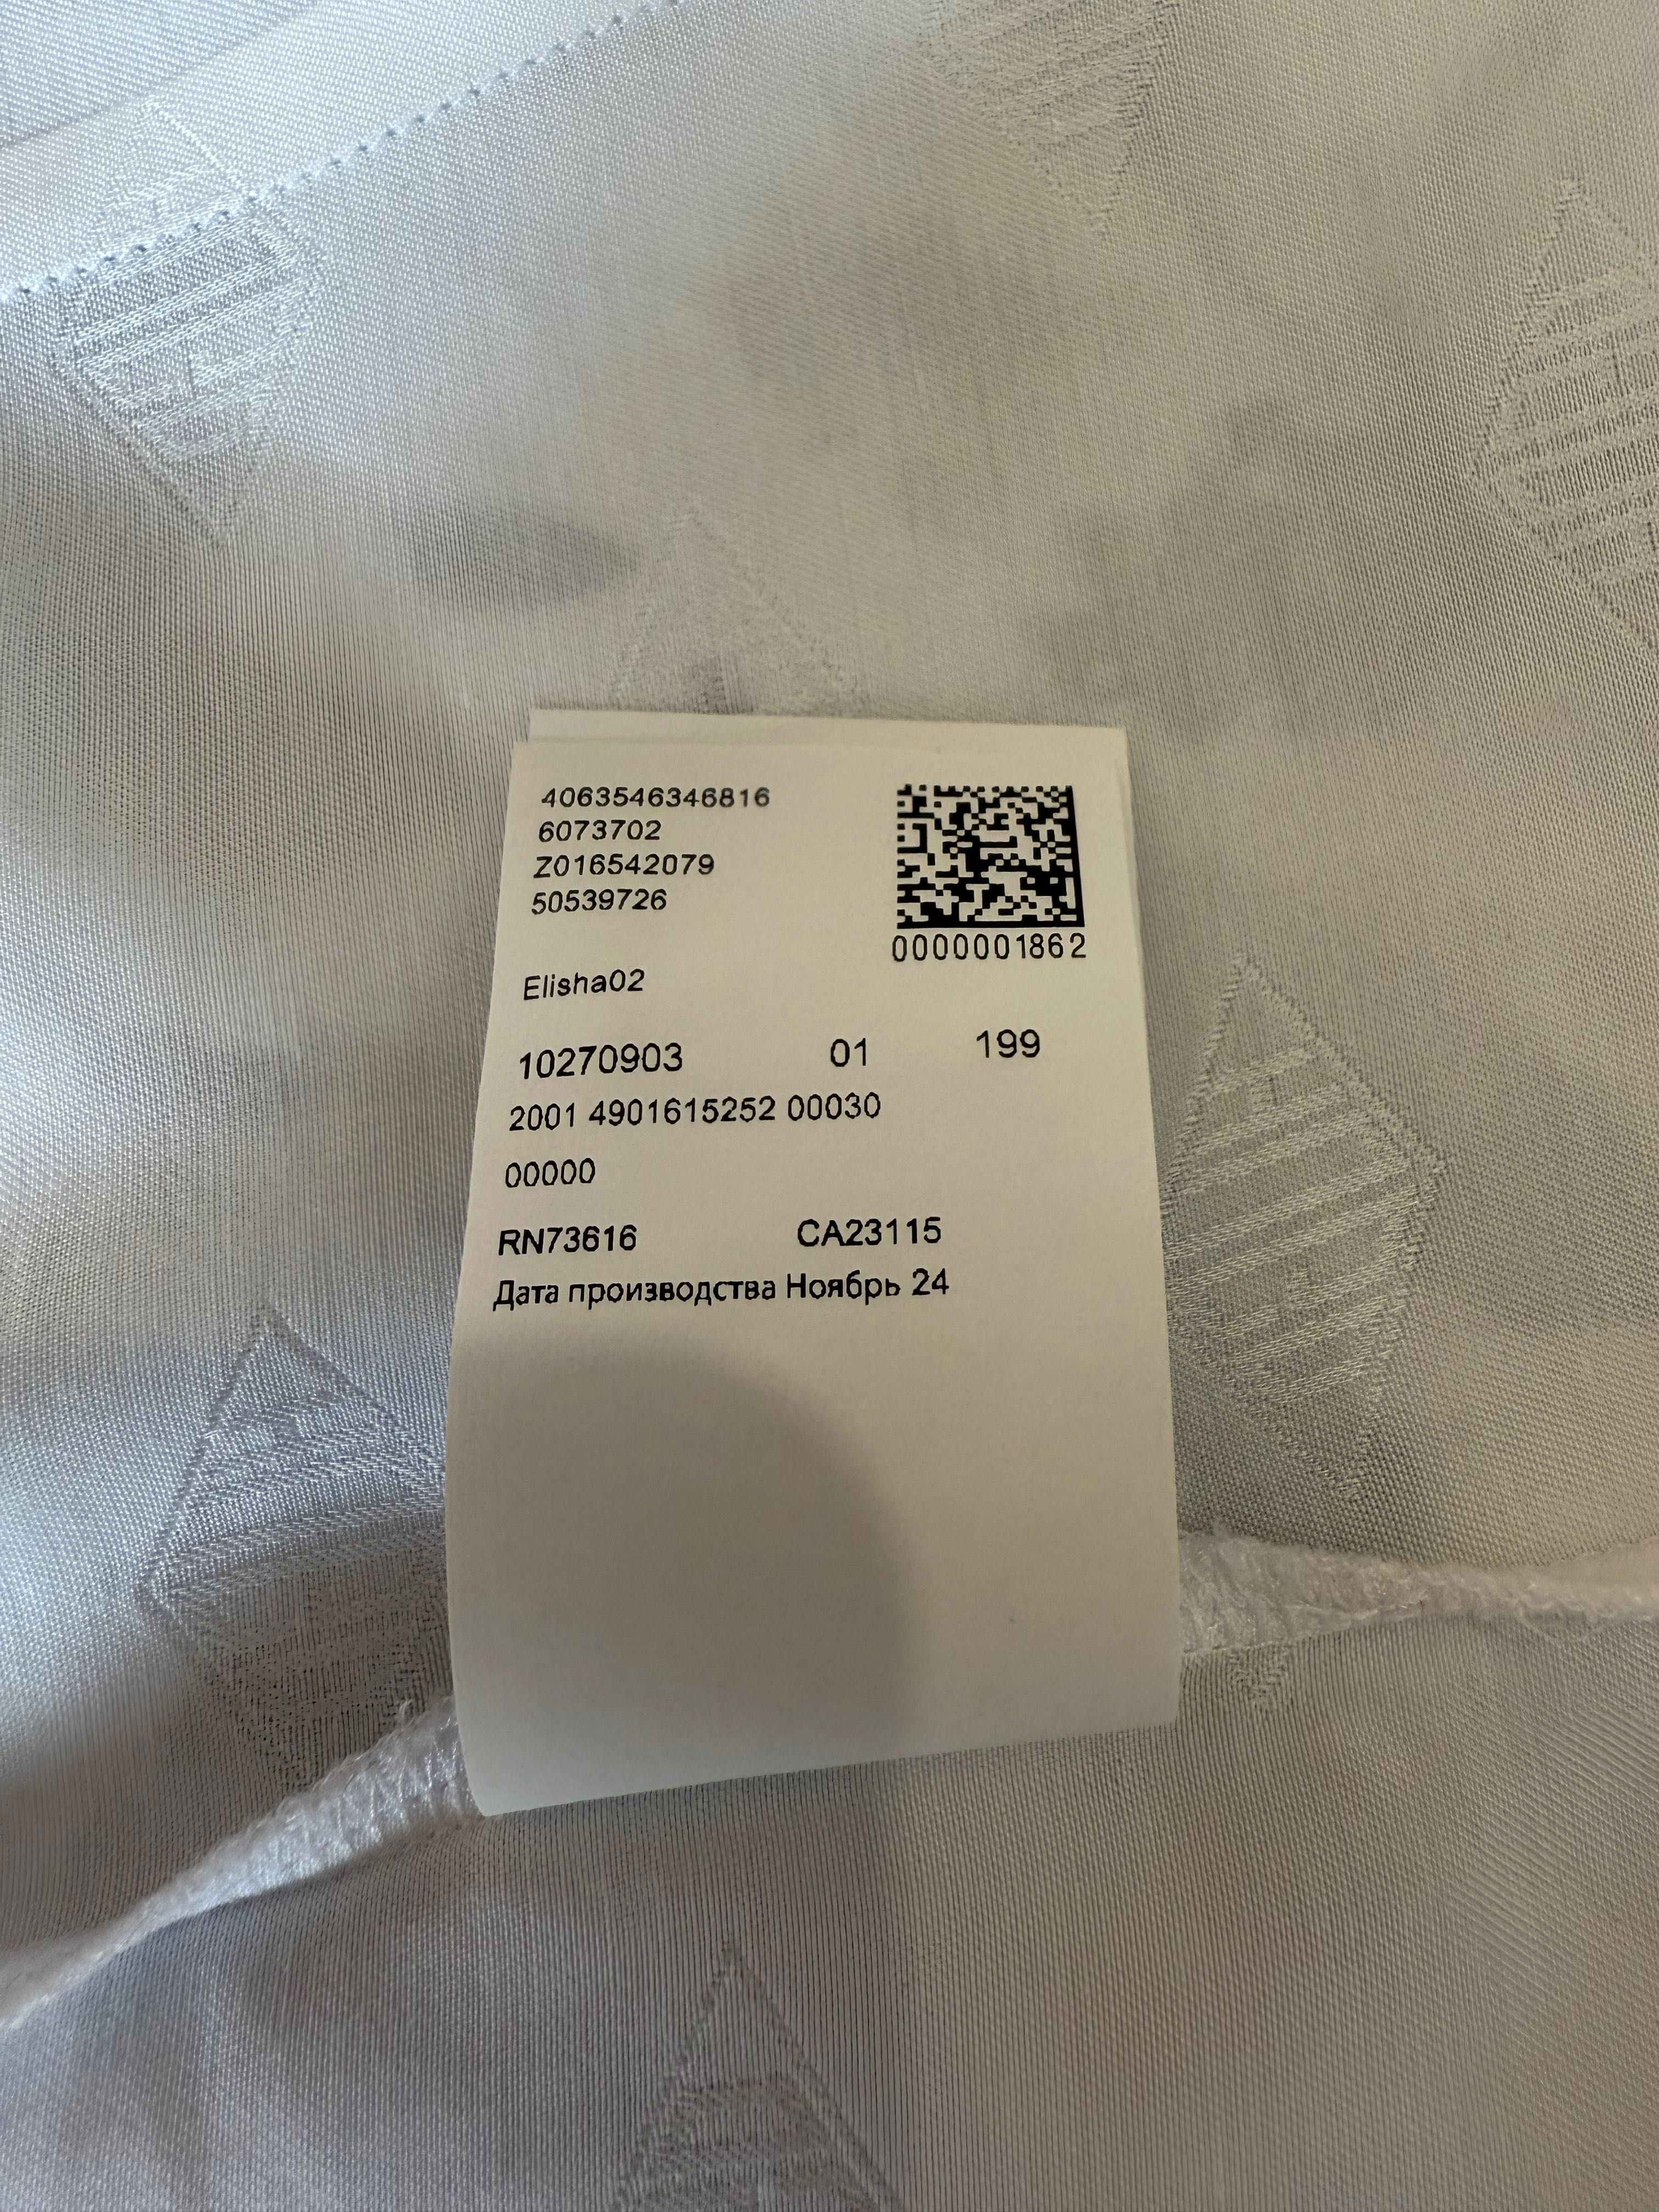 4063546346816
6073702
Z016542079
50539726
0000001862
Elisha02
10270903 01 199
2001 4901615252 00030
00000
RN73616 CA23115
Дата производства Ноябрь 24